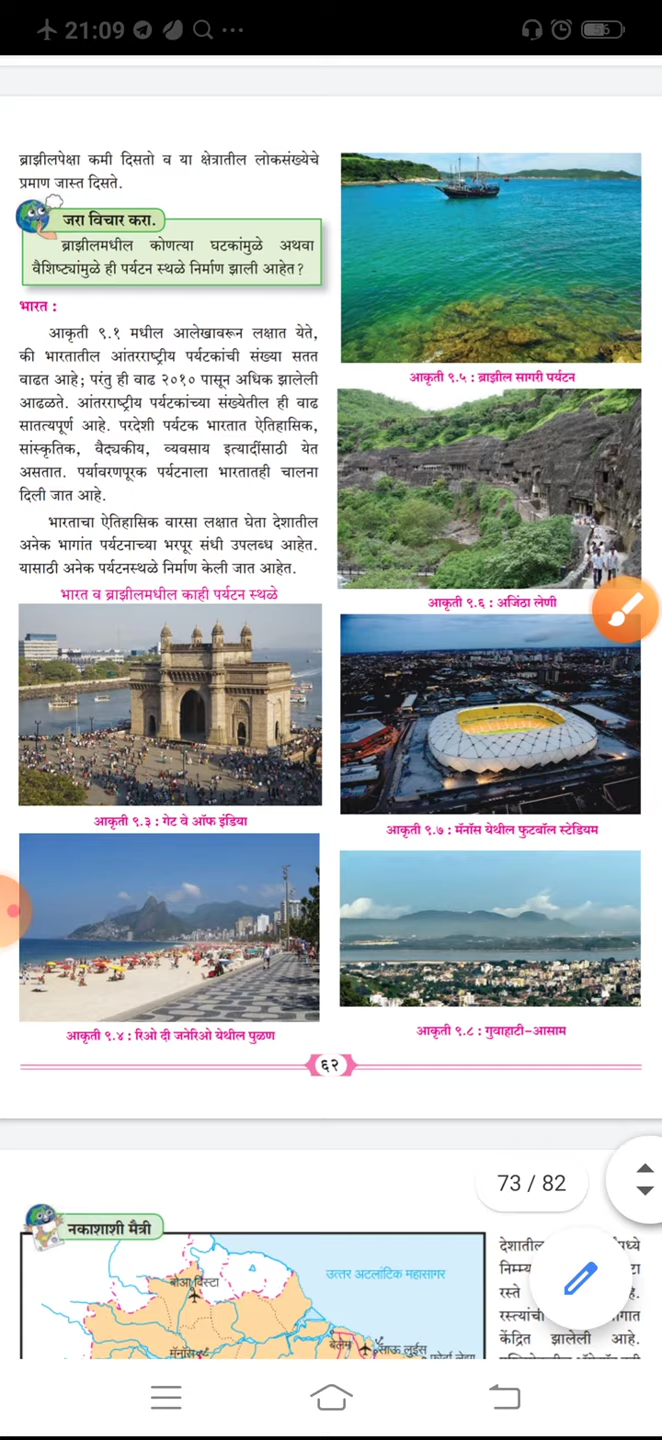 21:09
56
ब्राझीलपेक्षा कमी दिसतो व या क्षेत्रातील लोकसंख्येचे
प्रमाण जास्त दिसते.
जरा विचार करा.
ब्राझीलमधील कोणत्या घटकांमुळे अथवा
वैशिष्ट्यांमुळे ही पर्यटन स्थळे निर्माण झाली आहेत ?
भारत :
आकृती ९.१ मधील आलेखावरून लक्षात येते,
की भारतातील आंतरराष्ट्रीय पर्यटकांची संख्या सतत
वाढत आहे; परंतु ही वाढ २०१० पासून अधिक झालेली
आढळते. आंतरराष्ट्रीय पर्यटकांच्या संख्येतील ही वाढ
सातत्यपूर्ण आहे. परदेशी पर्यटक भारतात ऐतिहासिक,
सांस्कृतिक, वैद्यकीय, व्यवसाय इत्यादींसाठी येत
असतात. पर्यावरणपूरक पर्यटनाला भारतातही चालना
दिली जात आहे.
भारताचा ऐतिहासिक वारसा लक्षात घेता देशातील
अनेक भागांत पर्यटनाच्या भरपूर संधी उपलब्ध आहेत.
यासाठी अनेक पर्यटनस्थळे निर्माण केली जात आहेत.
भारत व ब्राझीलमधील काही पर्यटन स्थळे
आकृती ९.३ : गेट वे ऑफ इंडिया
आकृती ९.४ : रिओ दी जनेरिओ येथील पुळण
आकृती ९.५ : ब्राझील सागरी पर्यटन
आकृती ९.६ : अजिंठा लेणी
आकृती ९.७ : मॅनॉस येथील फुटबॉल स्टेडियम
आकृती ९.८ : गुवाहाटी-आसाम
६२
73 / 82
नकाशाशी मैत्री
बोआ विस्टा
उत्तर अटलांटिक महासागर
मॅनॉस
बेलेम
साऊ लुईस
देशातील
निम्म्य
रस्ते
रस्त्यांची
केंद्रित झालेली आहे.